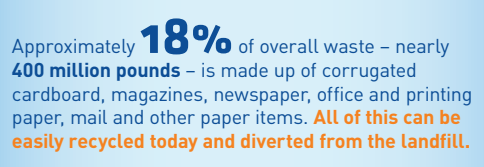 Approximately 18% of overall waste – nearly
400 million pounds – is made up of corrugated
cardboard, magazines, newspaper, office and printing
paper, mail and other paper items. All of this can be
easily recycled today and diverted from the landfill.